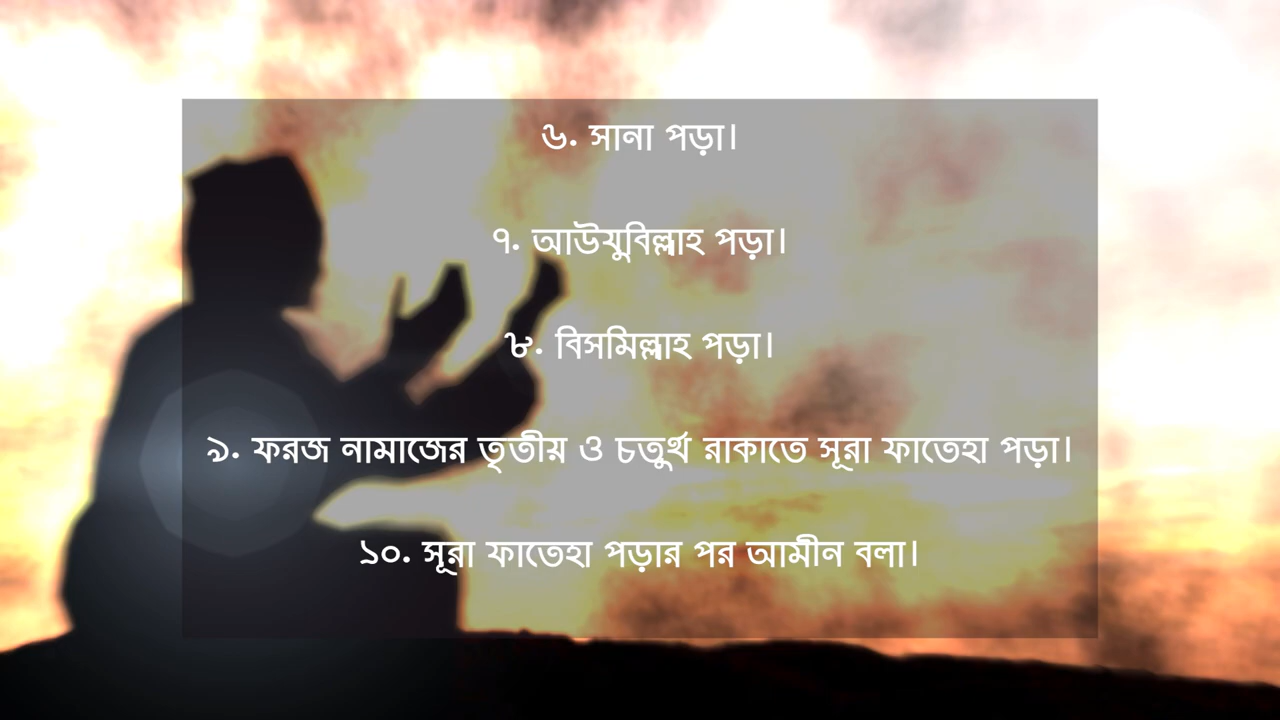 ৬. সানা পড়া।
৭. আউযুবিল্লাহ পড়া।
৮. বিসমিল্লাহ পড়া।
৯. ফরজ নামাজের তৃতীয় ও চতুর্থ রাকাতে সূরা ফাতেহা পড়া।
১০. সূরা ফাতেহা পড়ার পর আমীন বলা।